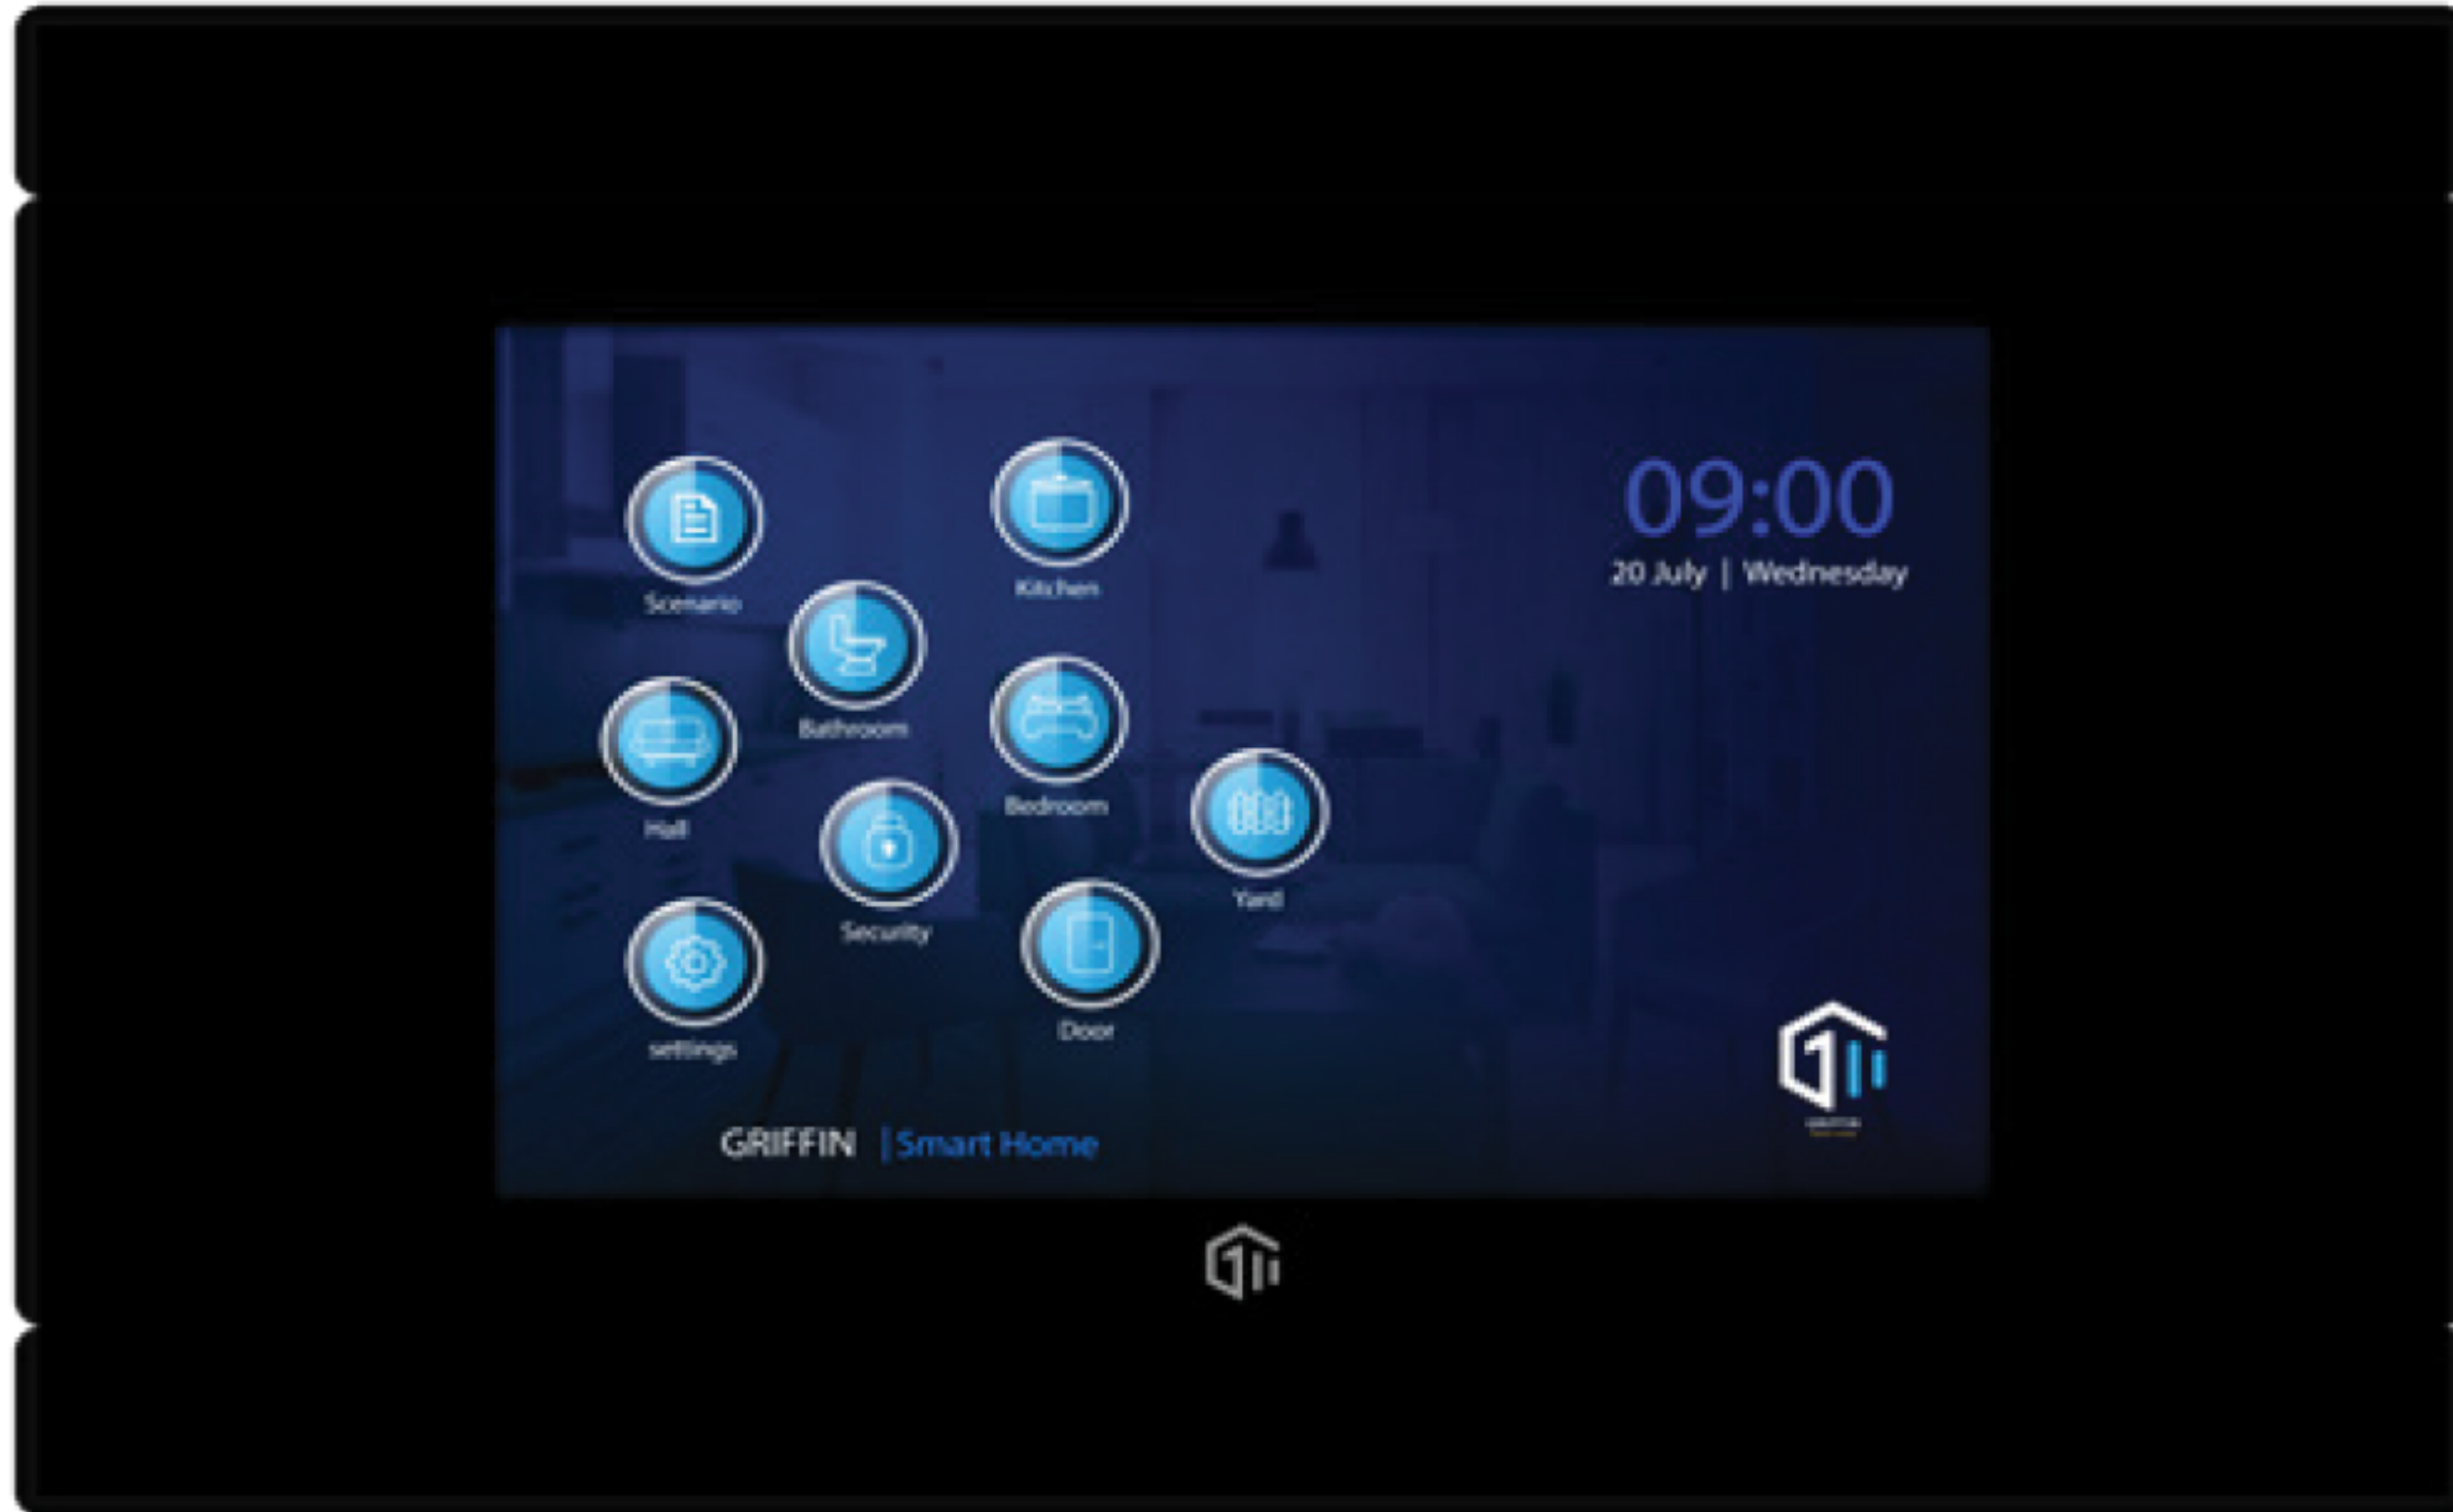 09:00
20 July | Wednesday
Scenario
Kitchen
Bathroom
Hall
Bedroom
Security
Yard
settings
Door
GRIFFIN | Smart Home